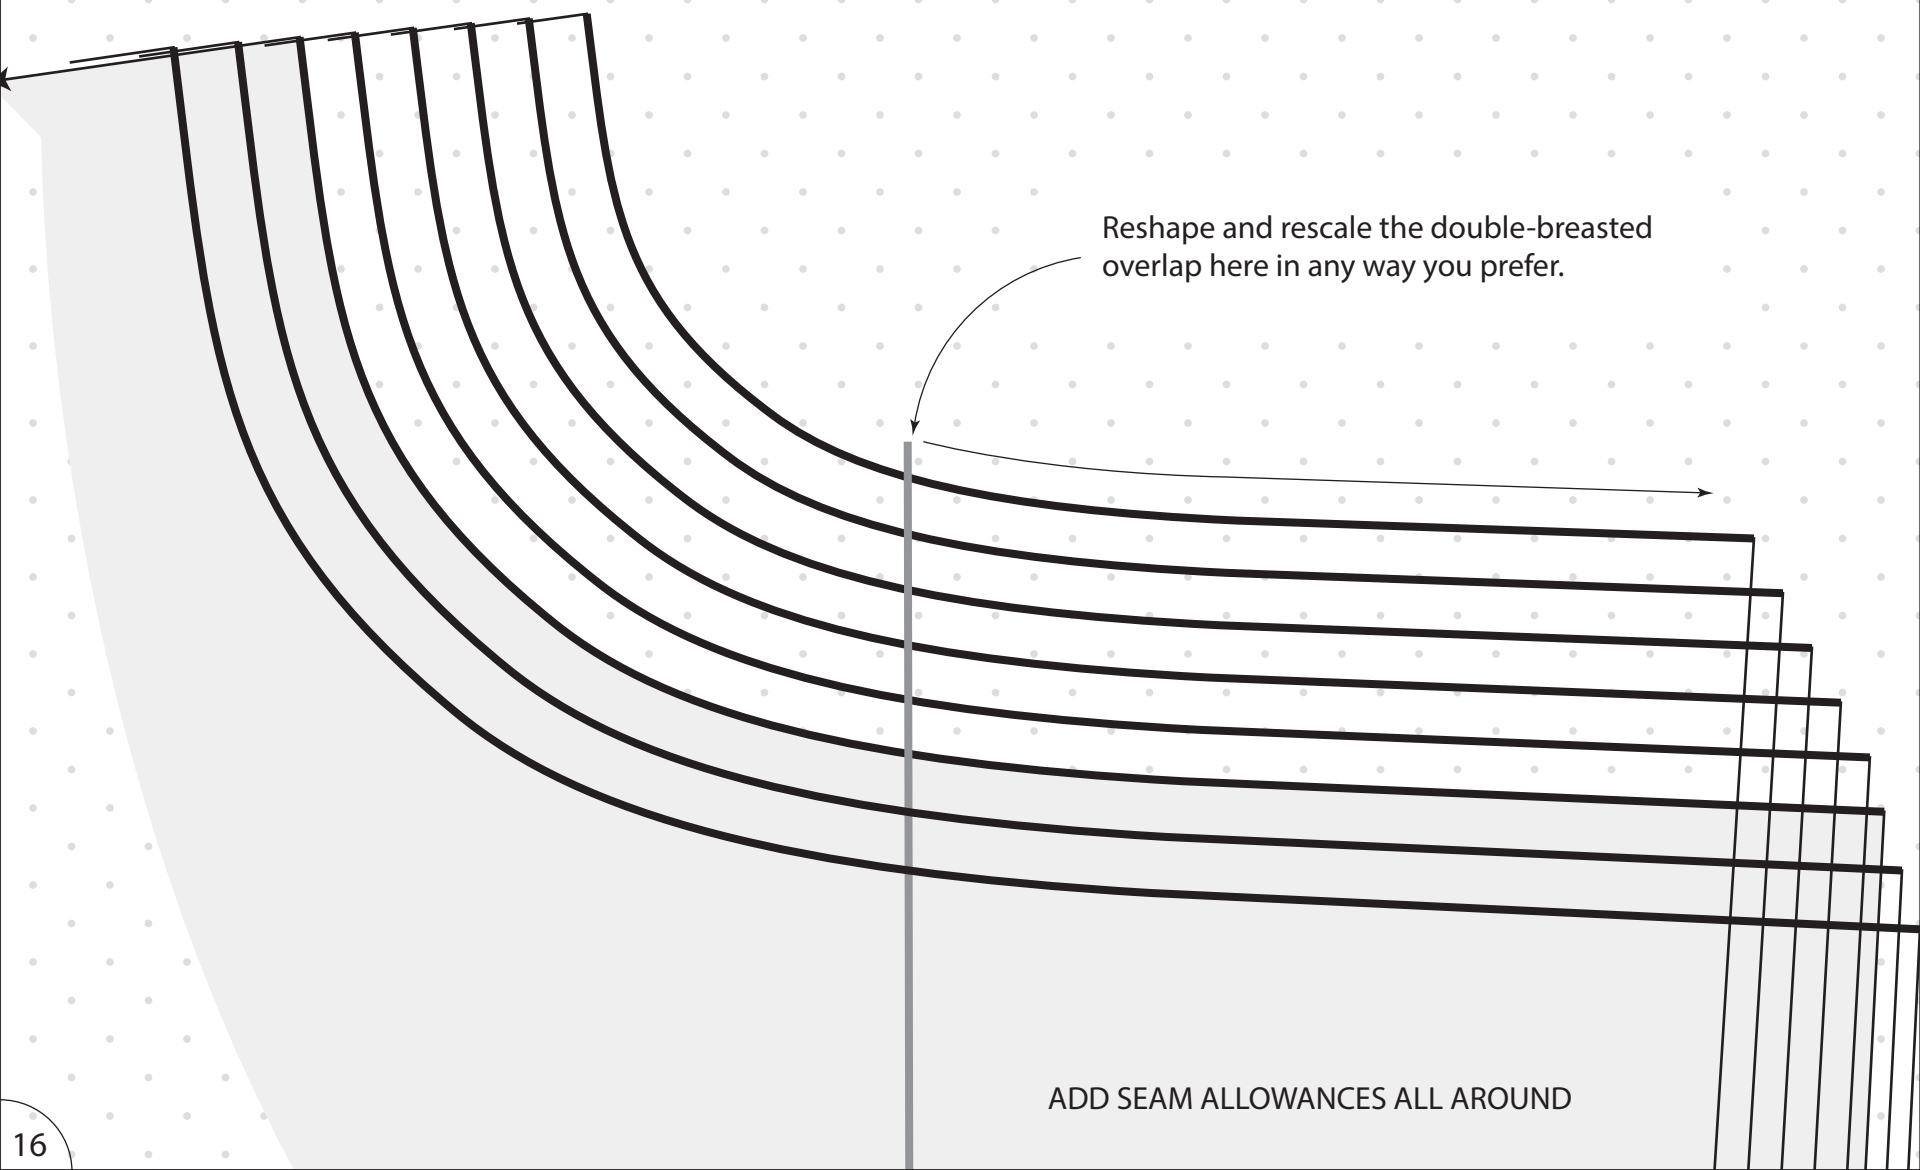 Reshape and rescale the double-breasted
overlap here in any way you prefer.
ADD SEAM ALLOWANCES ALL AROUND
16